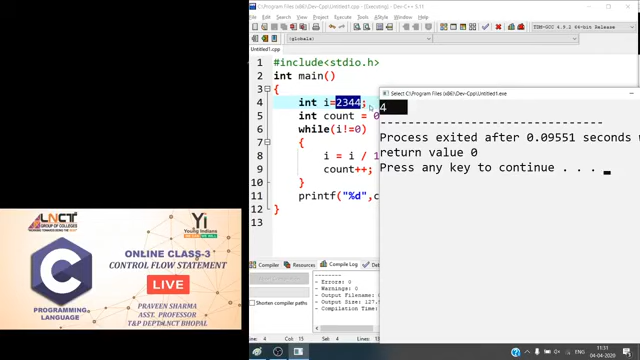 C:\Program Files (x86)\Dev-Cpp\Untitled1.cpp - [Executing] - Dev-C++ 5.11
File Edit Search View Project Execute Tools AStyle Window Help
TDM-GCC 4.9.2 64-bit Release
(globals)
Untitled1.cpp
1 #include<stdio.h>
2 int main()
3 {
4 int i=2344;
5 int count = 0
6 while(i!=0)
7 {
8 i = i / 1
9 count++;
10 }
11 printf("%d",c
12 }
13
Select C:\Program Files (x86)\Dev-Cpp\Untitled1.exe
4
--------------------------------
Process exited after 0.09551 seconds w
return value 0
Press any key to continue . . .
LNCT
GROUP OF COLLEGES
Yi
Young Indians
ONLINE CLASS-3
CONTROL FLOW STATEMENT
LIVE
C
PROGRAMMING
LANGUAGE
PRAVEEN SHARMA
ASST. PROFESSOR
T&P DEPTT. LNCT BHOPAL
Compiler Resources Compile Log
Abort Compilation
Shorten compiler paths
--------
- Errors: 0
- Warnings: 0
- Output Filename:
- Output Size: 127.
- Compilation Time:
Line: 4 Col: 15 Sel: 4
11:31
04-04-2020